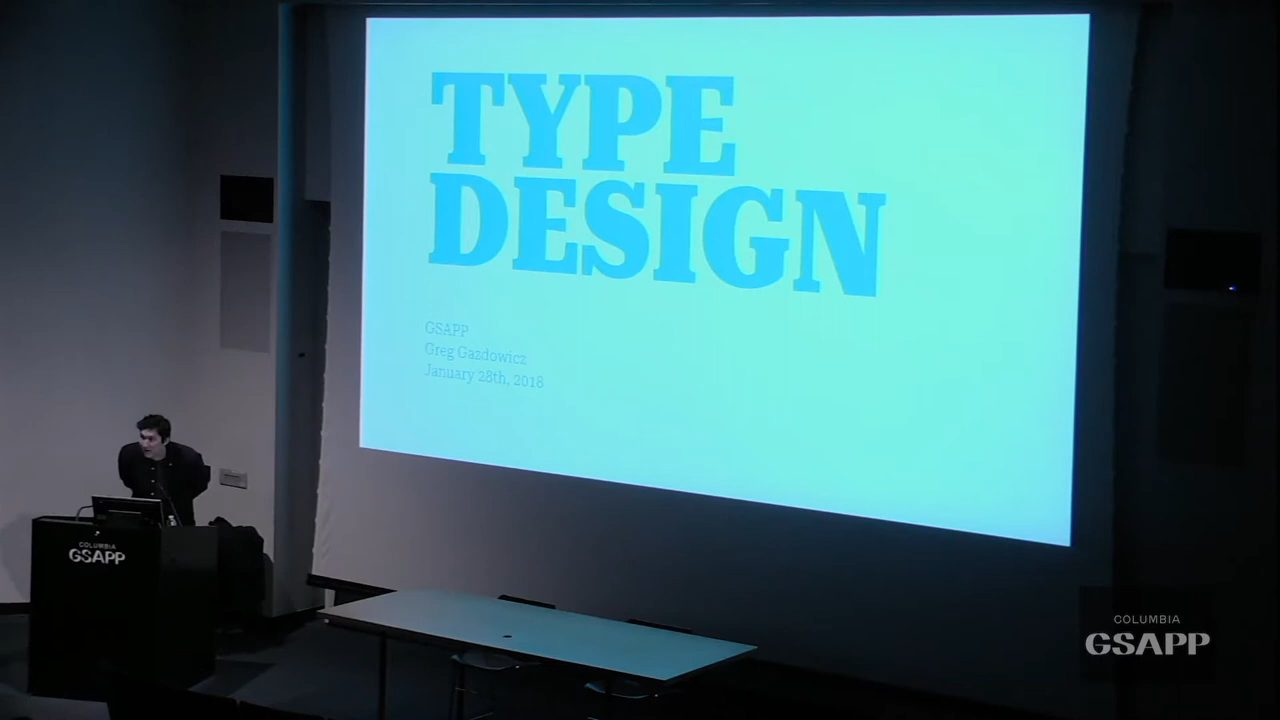 TYPE
DESIGN
GSAPP
Greg Gazdowicz
January 28th, 2018
COLUMBIA
GSAPP
COLUMBIA
GSAPP